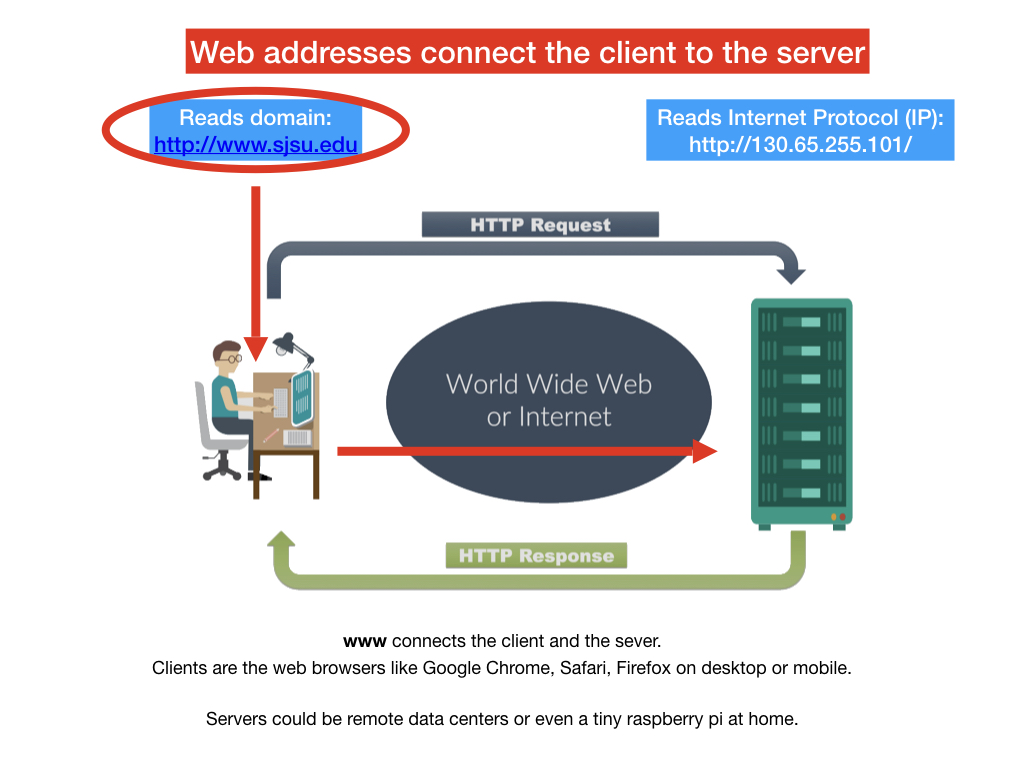 Web addresses connect the client to the server
Reads domain:
http://www.sjsu.edu
Reads Internet Protocol (IP):
http://130.65.255.101/
HTTP Request
World Wide Web
or Internet
HTTP Response
www connects the client and the sever.
Clients are the web browsers like Google Chrome, Safari, Firefox on desktop or mobile.
Servers could be remote data centers or even a tiny raspberry pi at home.